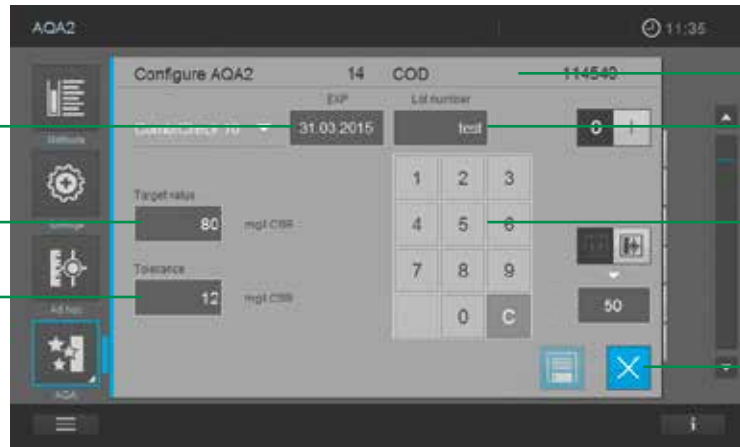 AQA2 11:35
Configure AQA2 14 COD 114540
EXP Lot number
CombiCheck 10 31.03.2015 test 0 I
Methods
1 2 3
Settings
Target value
80 mg/l CSB 4 5 6
Tolerance 7 8 9
12 mg/l CSB 50
Ad hoc
0 C
AQA
i